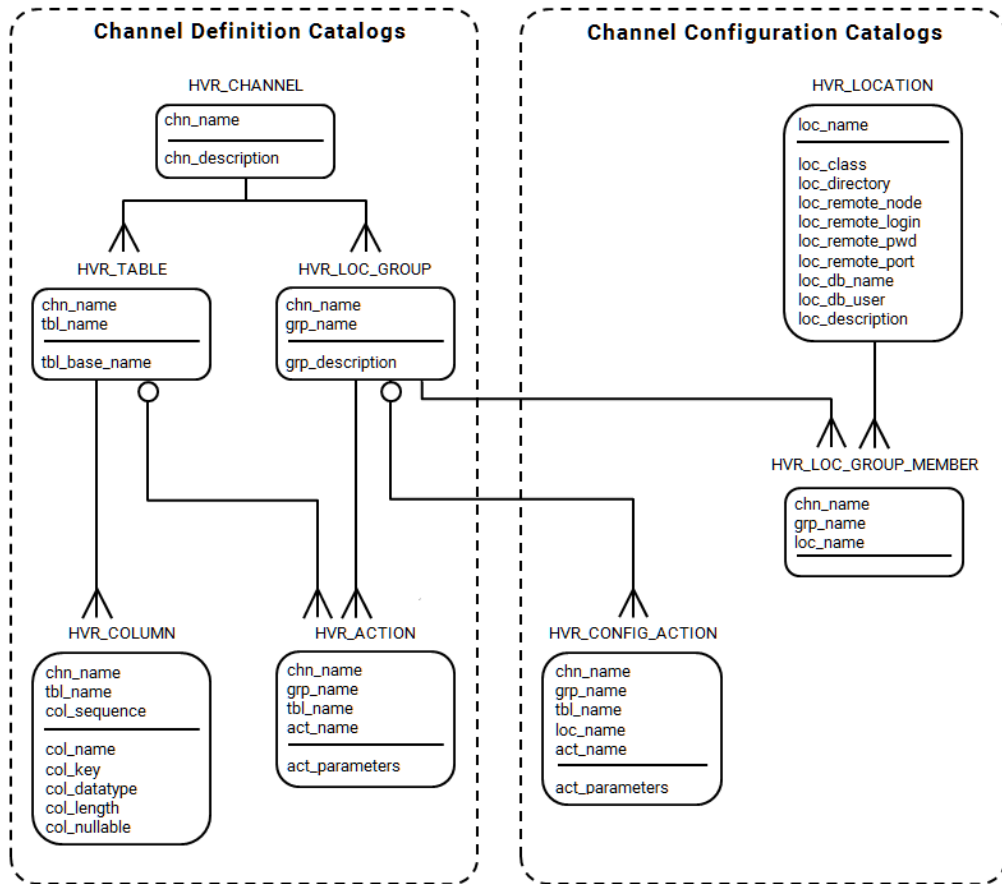 Channel Definition Catalogs
HVR_CHANNEL
chn_name
chn_description
HVR_TABLE
chn_name
tbl_name
tbl_base_name
HVR_LOC_GROUP
chn_name
grp_name
grp_description
HVR_COLUMN
chn_name
tbl_name
col_sequence
col_name
col_key
col_datatype
col_length
col_nullable
HVR_ACTION
chn_name
grp_name
tbl_name
act_name
act_parameters
Channel Configuration Catalogs
HVR_LOCATION
loc_name
loc_class
loc_directory
loc_remote_node
loc_remote_login
loc_remote_pwd
loc_remote_port
loc_db_name
loc_db_user
loc_description
HVR_LOC_GROUP_MEMBER
chn_name
grp_name
loc_name
HVR_CONFIG_ACTION
chn_name
grp_name
tbl_name
loc_name
act_name
act_parameters